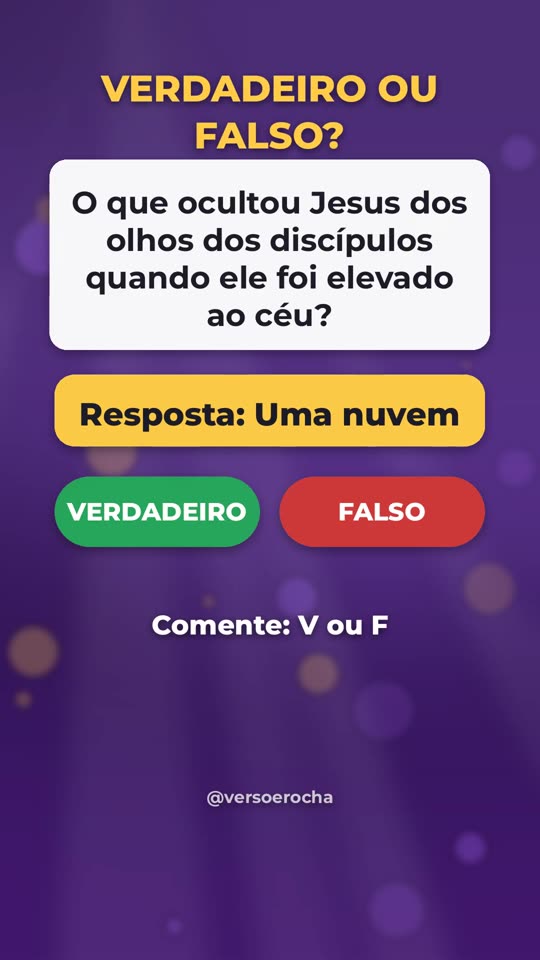 VERDADEIRO OU
FALSO?
O que ocultou Jesus dos
olhos dos discípulos
quando ele foi elevado
ao céu?
Resposta: Uma nuvem
VERDADEIRO
FALSO
Comente: V ou F
@versoerocha